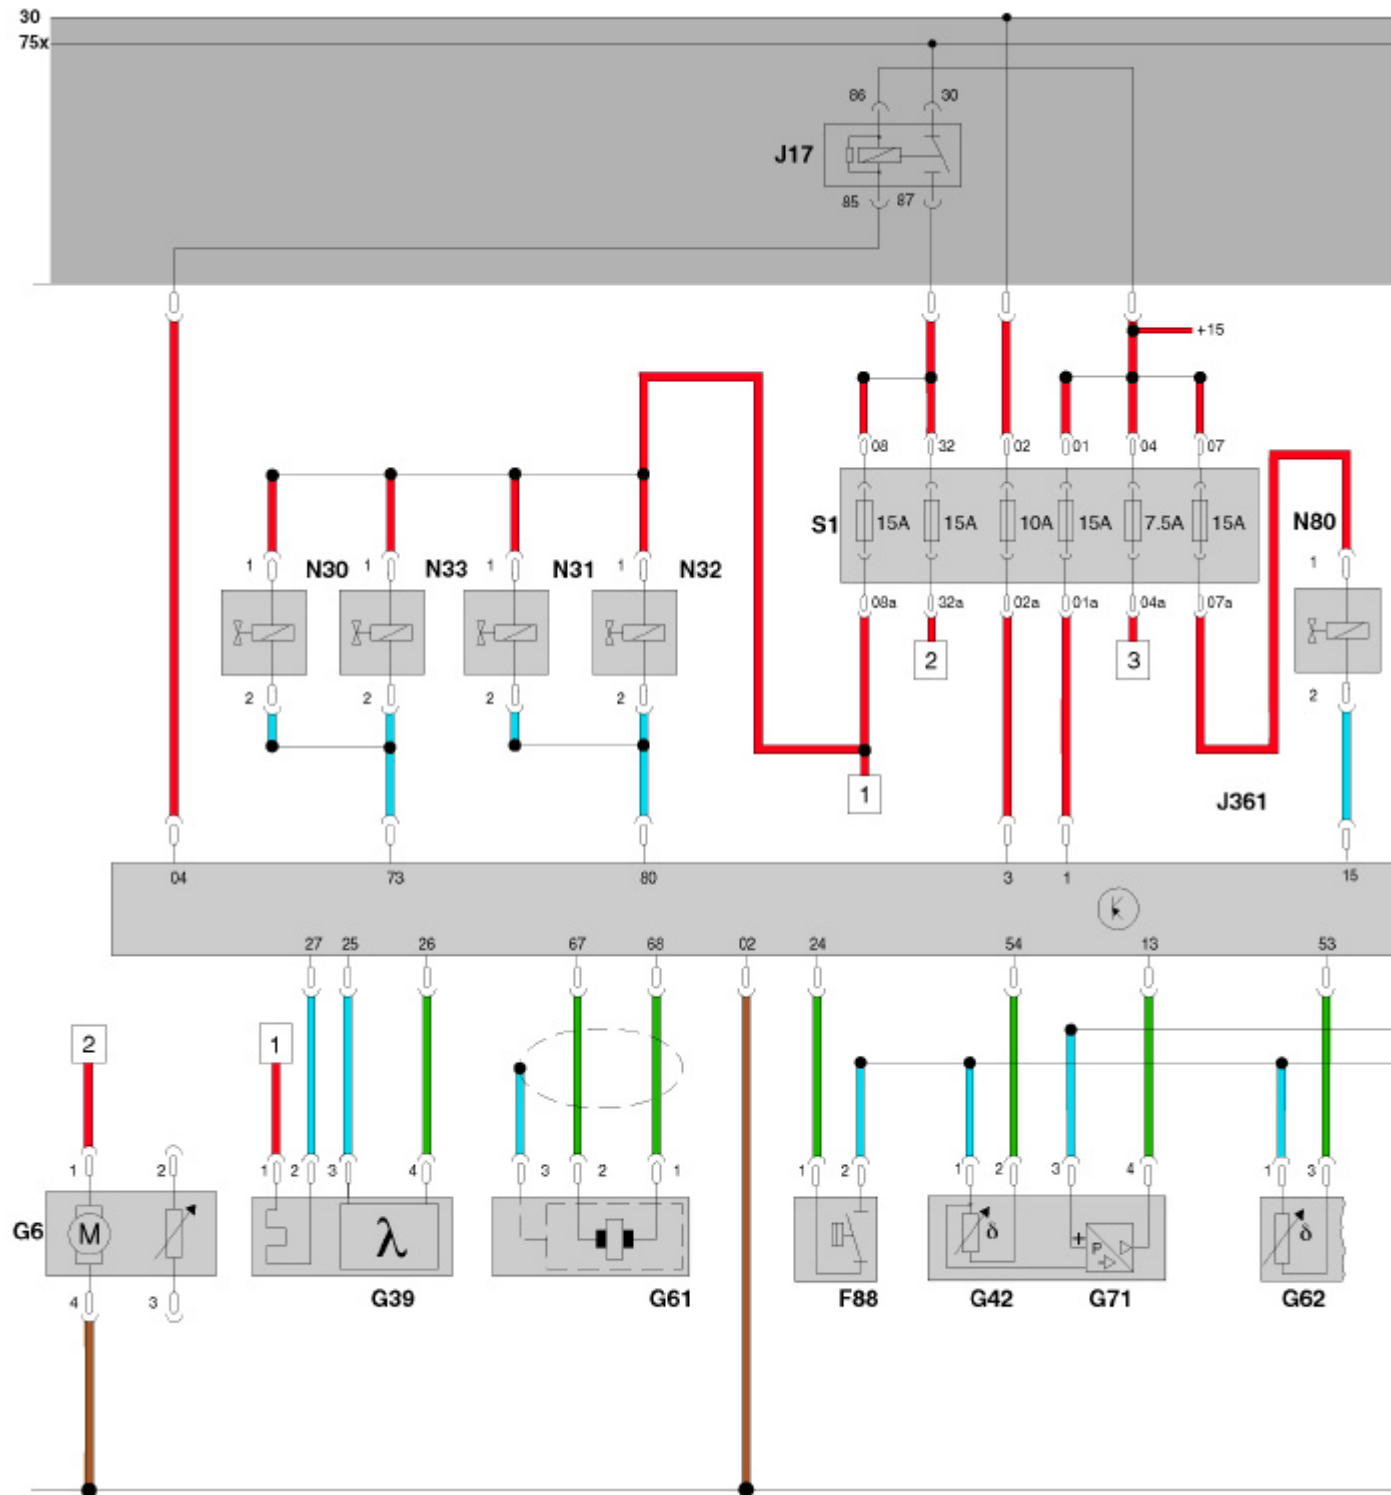 30
75x
86 30
J17
85 87
+15
08 32 02 01 04 07
S1 15A 15A 10A 15A 7.5A 15A N80
1 N30 1 N33 1 N31 1 N32 1
08a 32a 02a 01a 04a 07a
2 3
2 2 2 2 2
1 J361
04 73 80 3 1 15
27 25 26 67 68 02 24 54 13 53
2 1
1 2 1 2 3 4 3 2 1 1 2 1 2 3 4 1 3
G6 M λ δ + P δ
4 3 G39 G61 F88 G42 G71 G62